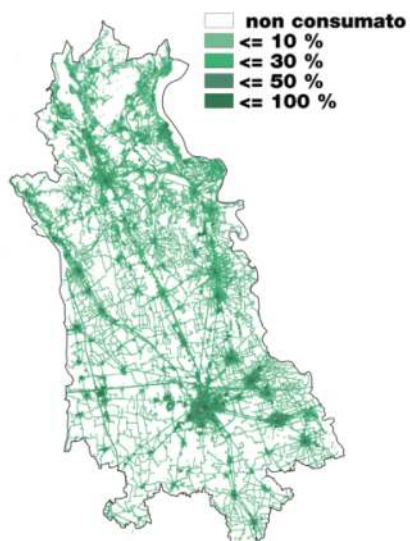 non consumato
<= 10 %
<= 30 %
<= 50 %
<= 100 %